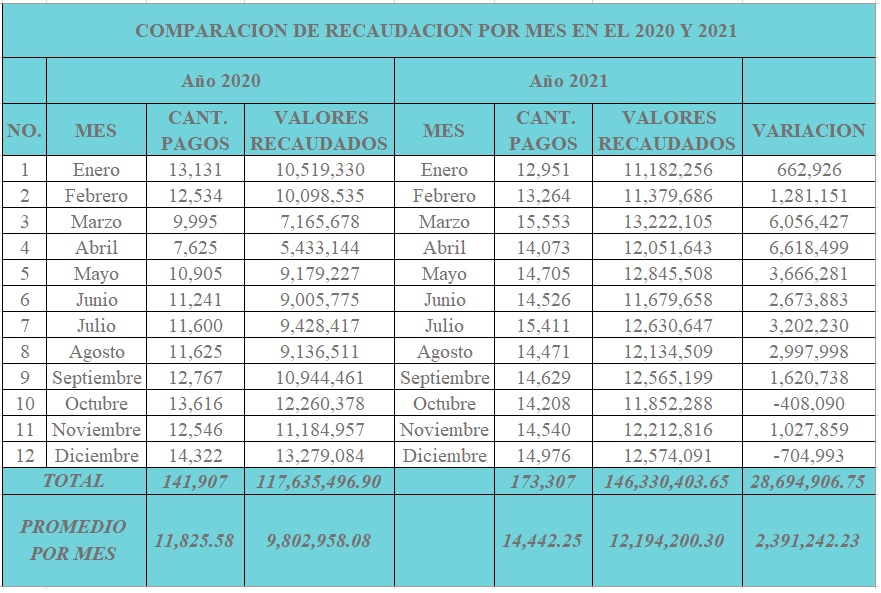 COMPARACION DE RECAUDACION POR MES EN EL 2020 Y 2021
Año 2020 Año 2021
NO. MES CANT. PAGOS VALORES RECAUDADOS MES CANT. PAGOS VALORES RECAUDADOS VARIACION
1 Enero 13,131 10,519,330 Enero 12,951 11,182,256 662,926
2 Febrero 12,534 10,098,535 Febrero 13,264 11,379,686 1,281,151
3 Marzo 9,995 7,165,678 Marzo 15,553 13,222,105 6,056,427
4 Abril 7,625 5,433,144 Abril 14,073 12,051,643 6,618,499
5 Mayo 10,905 9,179,227 Mayo 14,705 12,845,508 3,666,281
6 Junio 11,241 9,005,775 Junio 14,526 11,679,658 2,673,883
7 Julio 11,600 9,428,417 Julio 15,411 12,630,647 3,202,230
8 Agosto 11,625 9,136,511 Agosto 14,471 12,134,509 2,997,998
9 Septiembre 12,767 10,944,461 Septiembre 14,629 12,565,199 1,620,738
10 Octubre 13,616 12,260,378 Octubre 14,208 11,852,288 -408,090
11 Noviembre 12,546 11,184,957 Noviembre 14,540 12,212,816 1,027,859
12 Diciembre 14,322 13,279,084 Diciembre 14,976 12,574,091 -704,993
TOTAL 141,907 117,635,496.90 173,307 146,330,403.65 28,694,906.75
PROMEDIO POR MES 11,825.58 9,802,958.08 14,442.25 12,194,200.30 2,391,242.23